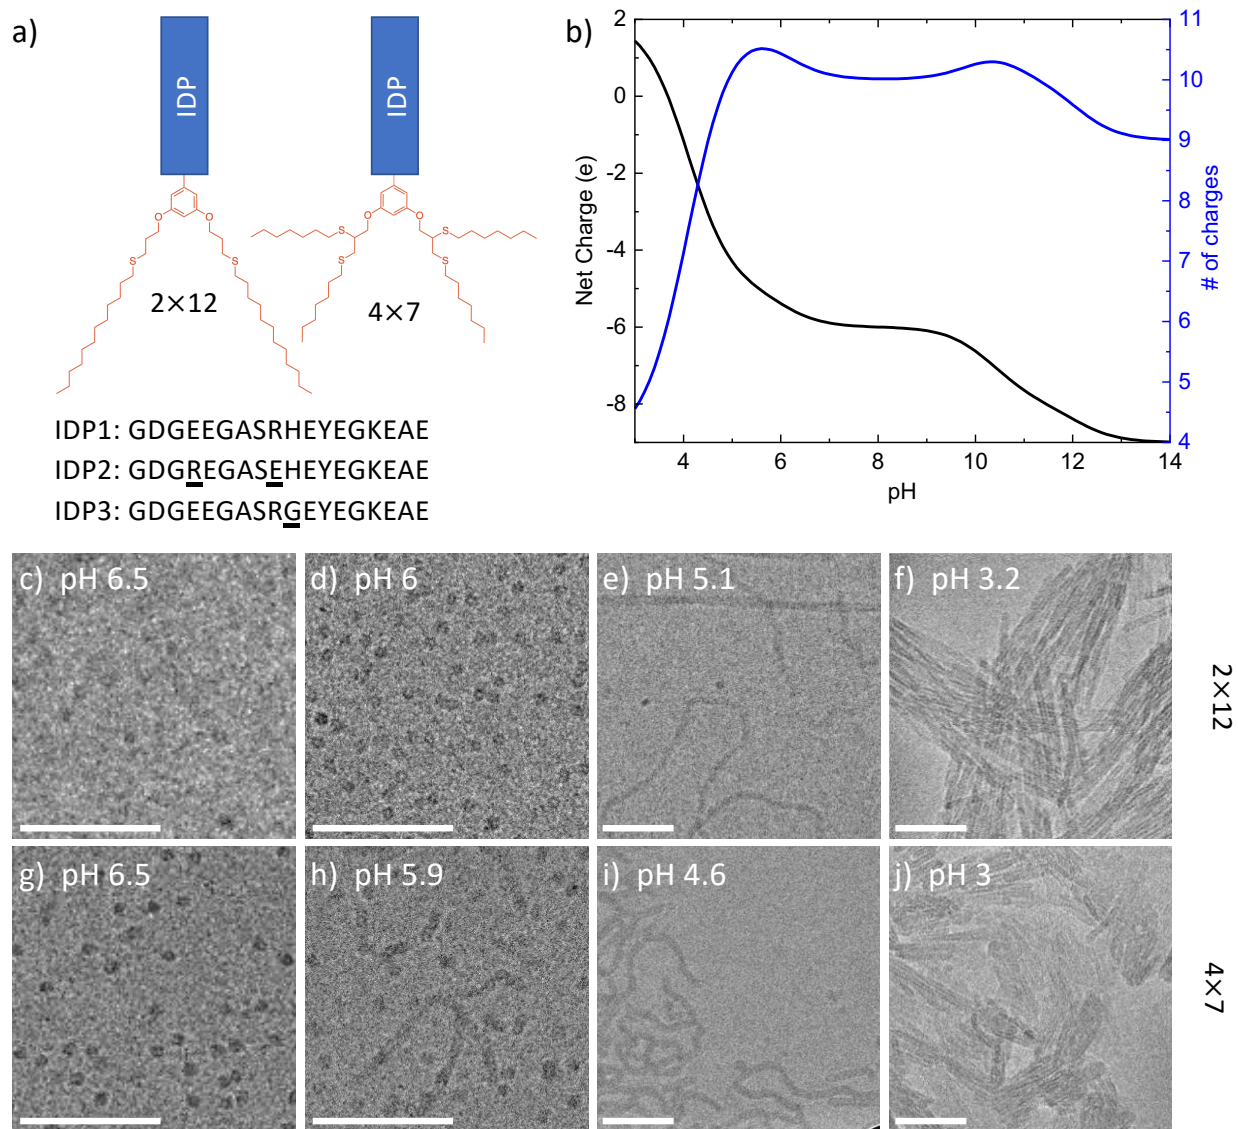 a)
IDP
IDP
O O
S S
2×12
O O
S S
S S
4×7
IDP1: GDGEEGASRHEYEGKEAE
IDP2: GDGREGASEHEYEGKEAE
IDP3: GDGEEGASRGEYEGKEAE
b)
2
0
-2
-4
-6
-8
Net Charge (e)
4 6 8 10 12 14
pH
11
10
9
8
7
6
5
4
# of charges
c) pH 6.5
d) pH 6
e) pH 5.1
f) pH 3.2
2×12
g) pH 6.5
h) pH 5.9
i) pH 4.6
j) pH 3
4×7